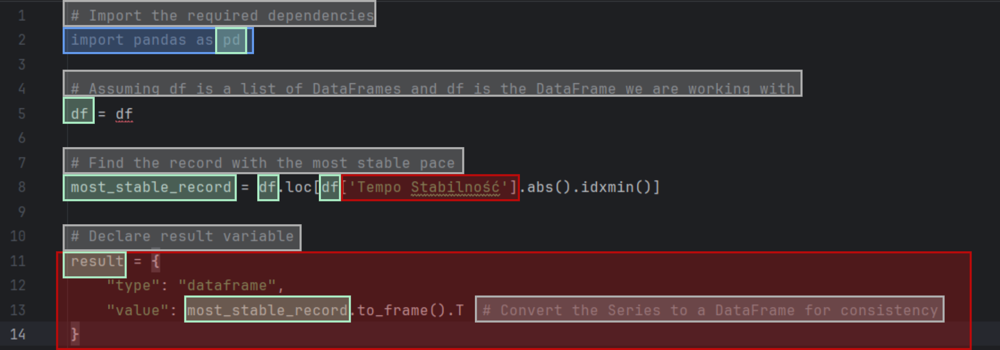 1 # Import the required dependencies
2 import pandas as pd
3
4 # Assuming df is a list of DataFrames and df is the DataFrame we are working with
5 df = df
6
7 # Find the record with the most stable pace
8 most_stable_record = df.loc[df['Tempo Stabilność'].abs().idxmin()]
9
10 # Declare result variable
11 result = {
12     "type": "dataframe",
13     "value": most_stable_record.to_frame().T # Convert the Series to a DataFrame for consistency
14 }